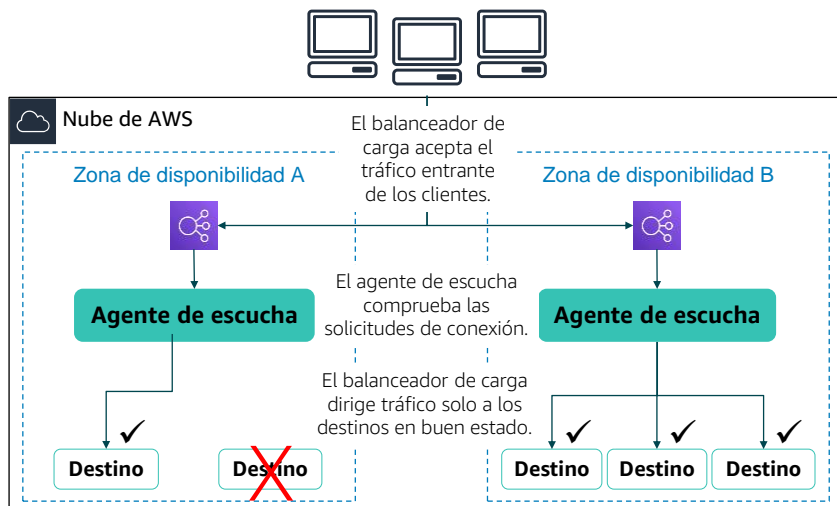 Nube de AWS
El balanceador de
carga acepta el
tráfico entrante
de los clientes.
Zona de disponibilidad A
Zona de disponibilidad B
El agente de escucha
comprueba las
solicitudes de conexión.
Agente de escucha
Agente de escucha
El balanceador de carga
dirige tráfico solo a los
destinos en buen estado.
Destino
Destino
Destino
Destino
Destino